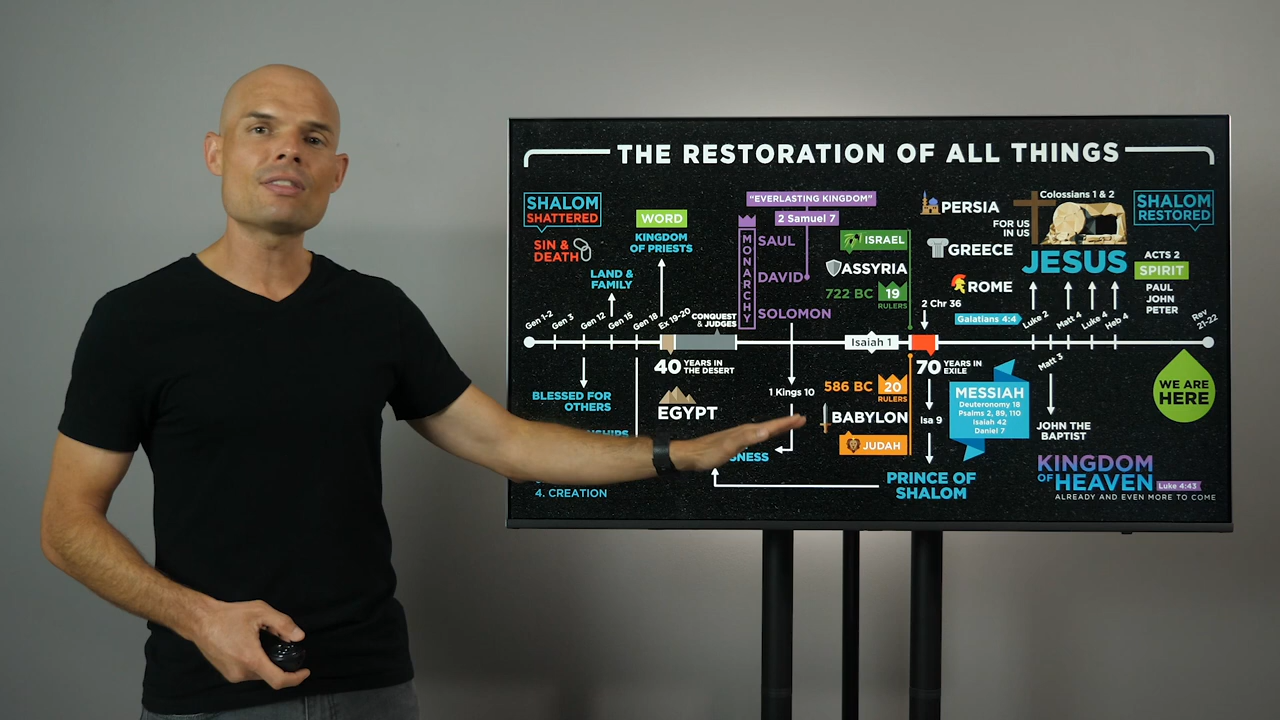 THE RESTORATION OF ALL THINGS
SHALOM
SHATTERED
SIN &
DEATH
WORD
KINGDOM
OF PRIESTS
LAND &
FAMILY
"EVERLASTING KINGDOM"
2 Samuel 7
MONARCHY
SAUL
DAVID
SOLOMON
ISRAEL
ASSYRIA
722 BC
19
RULERS
PERSIA
GREECE
ROME
2 Chr 36
Galatians 4:4
Colossians 1 & 2
FOR US
IN US
JESUS
SHALOM
RESTORED
ACTS 2
SPIRIT
PAUL
JOHN
PETER
Gen 1-2
Gen 3
Gen 12
Gen 15
Gen 18
Ex 19-20
CONQUEST
& JUDGES
Isaiah 1
Luke 2
Matt 4
Luke 4
Heb 4
Rev
21-22
40 YEARS IN
THE DESERT
EGYPT
BLESSED FOR
OTHERS
4. CREATION
1 Kings 10
586 BC
20
RULERS
BABYLON
JUDAH
70 YEARS IN
EXILE
Isa 9
PRINCE OF
SHALOM
MESSIAH
Deuteronomy 18
Psalms 2, 89, 110
Isaiah 42
Daniel 7
Matt 3
JOHN THE
BAPTIST
KINGDOM
OF HEAVEN
Luke 4:43
ALREADY AND EVEN MORE TO COME
WE ARE
HERE